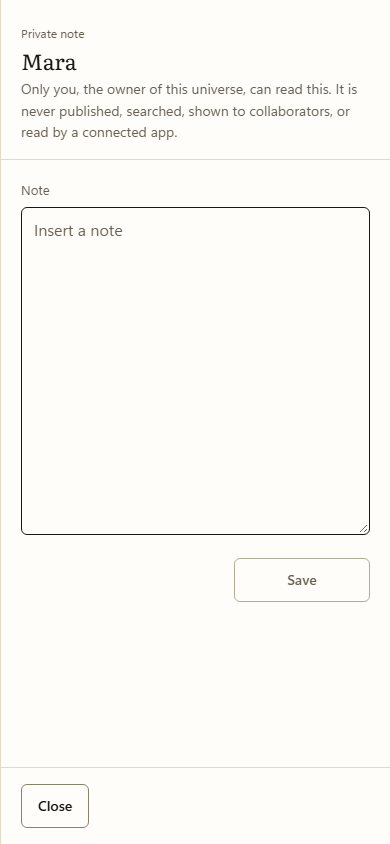 Private note
Mara
Only you, the owner of this universe, can read this. It is
never published, searched, shown to collaborators, or
read by a connected app.
Note
Insert a note
Save
Close